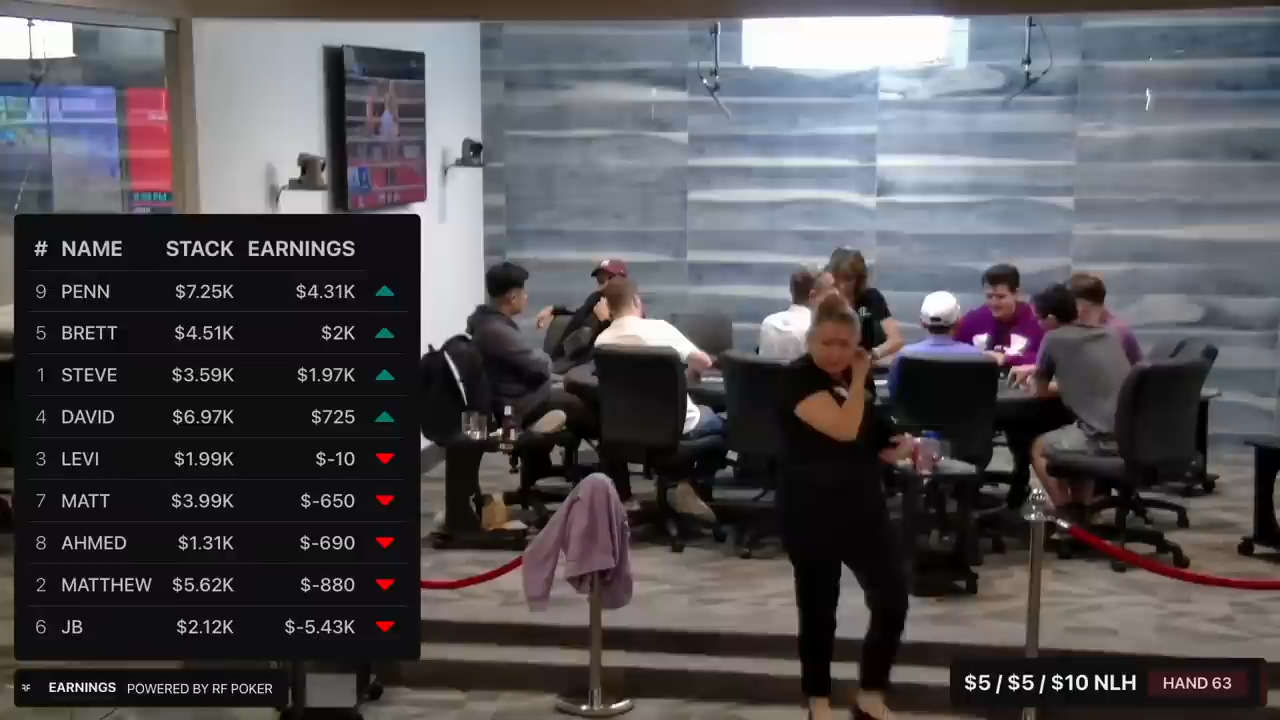 # NAME STACK EARNINGS
9 PENN $7.25K $4.31K
5 BRETT $4.51K $2K
1 STEVE $3.59K $1.97K
4 DAVID $6.97K $725
3 LEVI $1.99K $-10
7 MATT $3.99K $-650
8 AHMED $1.31K $-690
2 MATTHEW $5.62K $-880
6 JB $2.12K $-5.43K
RF EARNINGS POWERED BY RF POKER
$5 / $5 / $10 NLH HAND 63